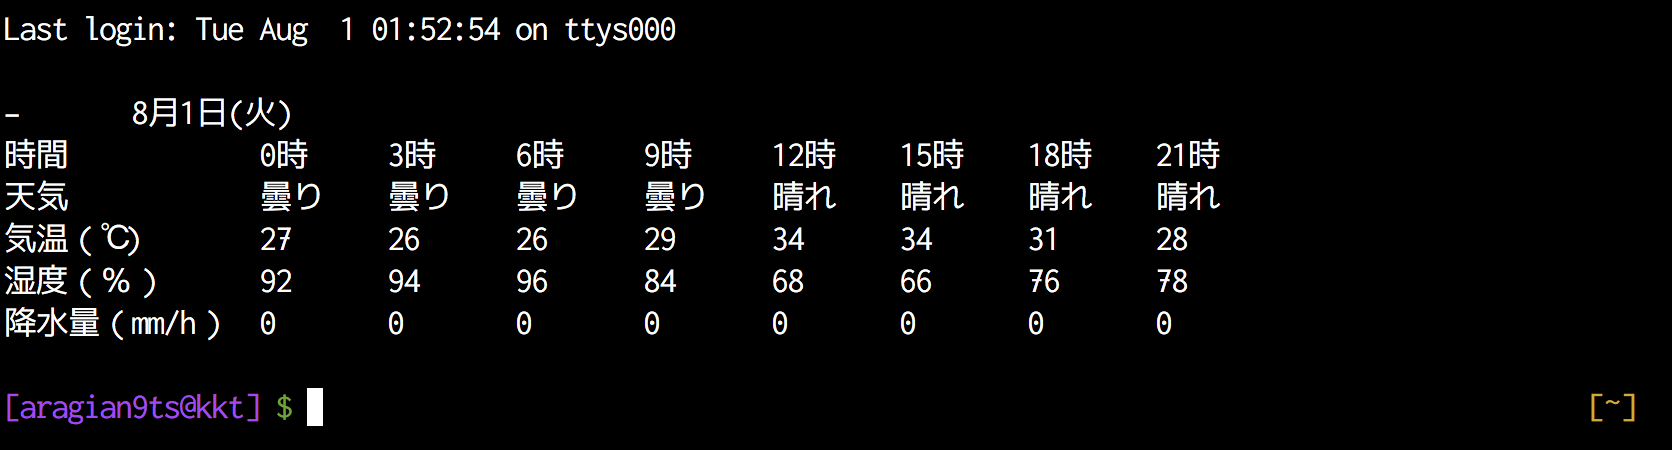 Last login: Tue Aug  1 01:52:54 on ttys000
-       8月1日(火)
時間            0時     3時     6時     9時     12時    15時    18時    21時
天気            曇り    曇り    曇り    曇り    晴れ    晴れ    晴れ    晴れ
気温(℃)        27      26      26      29      34      34      31      28
湿度(%)       92      94      96      84      68      66      76      78
降水量(mm/h)  0       0       0       0       0       0       0       0
[aragian9ts@kkt] $ [~]